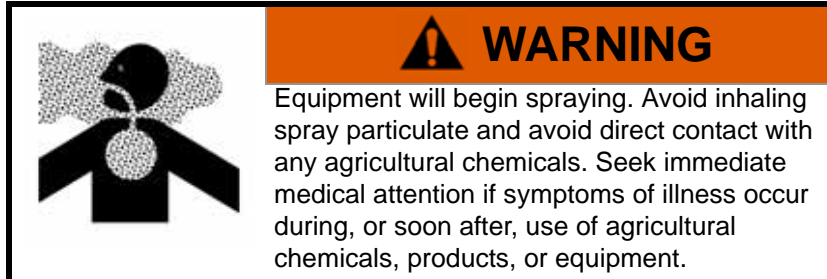 WARNING
Equipment will begin spraying. Avoid inhaling
spray particulate and avoid direct contact with
any agricultural chemicals. Seek immediate
medical attention if symptoms of illness occur
during, or soon after, use of agricultural
chemicals, products, or equipment.